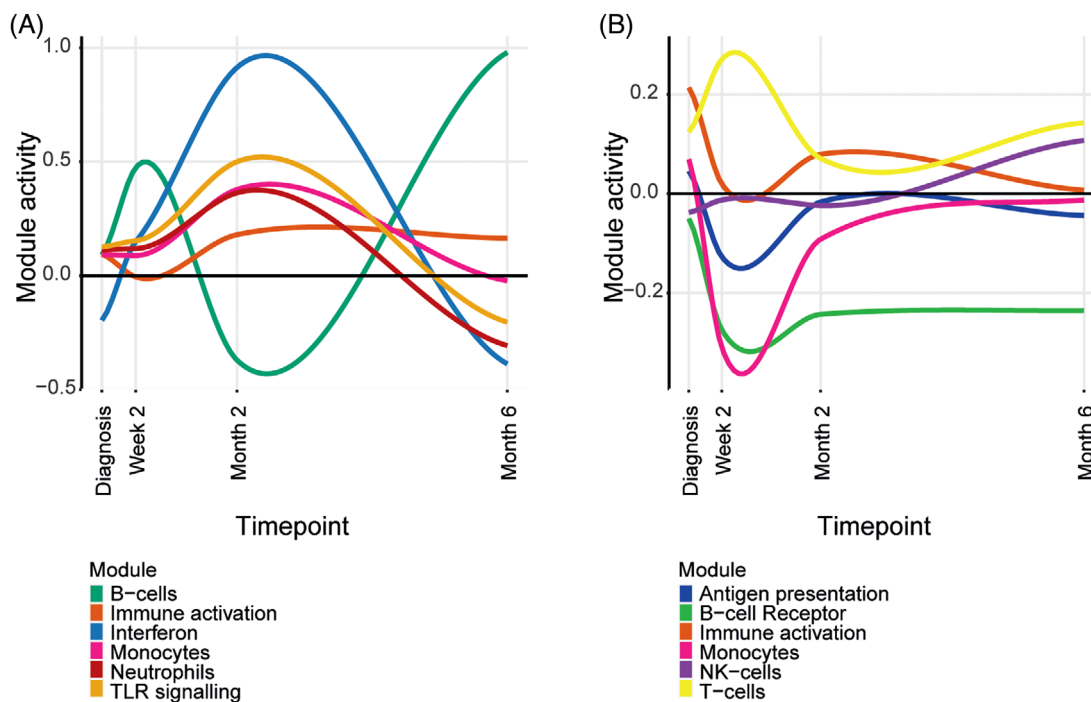 (A)
1.0
0.5
0.0
−0.5
Module activity
Diagnosis
Week 2
Month 2
Month 6
Timepoint
Module
B−cells
Immune activation
Interferon
Monocytes
Neutrophils
TLR signalling
(B)
0.2
0.0
−0.2
Module activity
Diagnosis
Week 2
Month 2
Month 6
Timepoint
Module
Antigen presentation
B−cell Receptor
Immune activation
Monocytes
NK−cells
T−cells